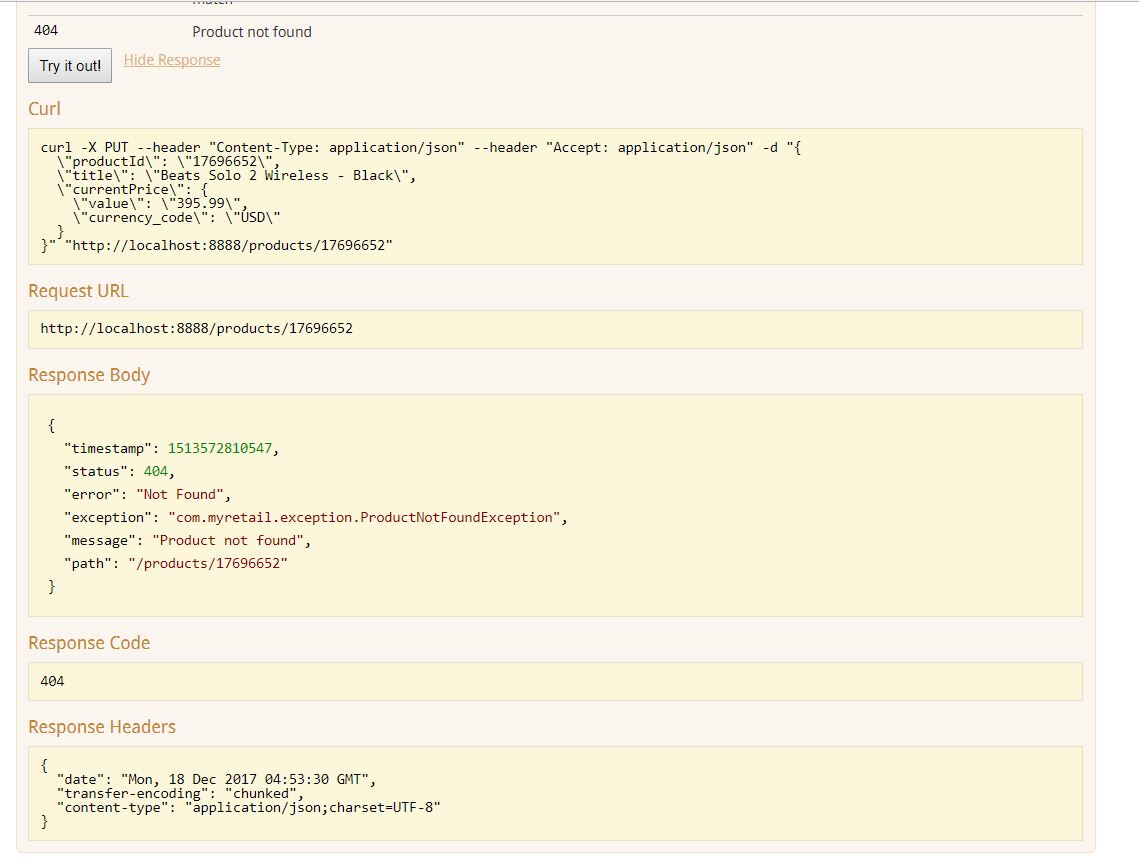 match
404 Product not found
Try it out! Hide Response
Curl
curl -X PUT --header "Content-Type: application/json" --header "Accept: application/json" -d "{
  \"productId\": \"17696652\",
  \"title\": \"Beats Solo 2 Wireless - Black\",
  \"currentPrice\": {
    \"value\": \"395.99\",
    \"currency_code\": \"USD\"
  }
}" "http://localhost:8888/products/17696652"
Request URL
http://localhost:8888/products/17696652
Response Body
{
  "timestamp": 1513572810547,
  "status": 404,
  "error": "Not Found",
  "exception": "com.myretail.exception.ProductNotFoundException",
  "message": "Product not found",
  "path": "/products/17696652"
}
Response Code
404
Response Headers
{
  "date": "Mon, 18 Dec 2017 04:53:30 GMT",
  "transfer-encoding": "chunked",
  "content-type": "application/json;charset=UTF-8"
}